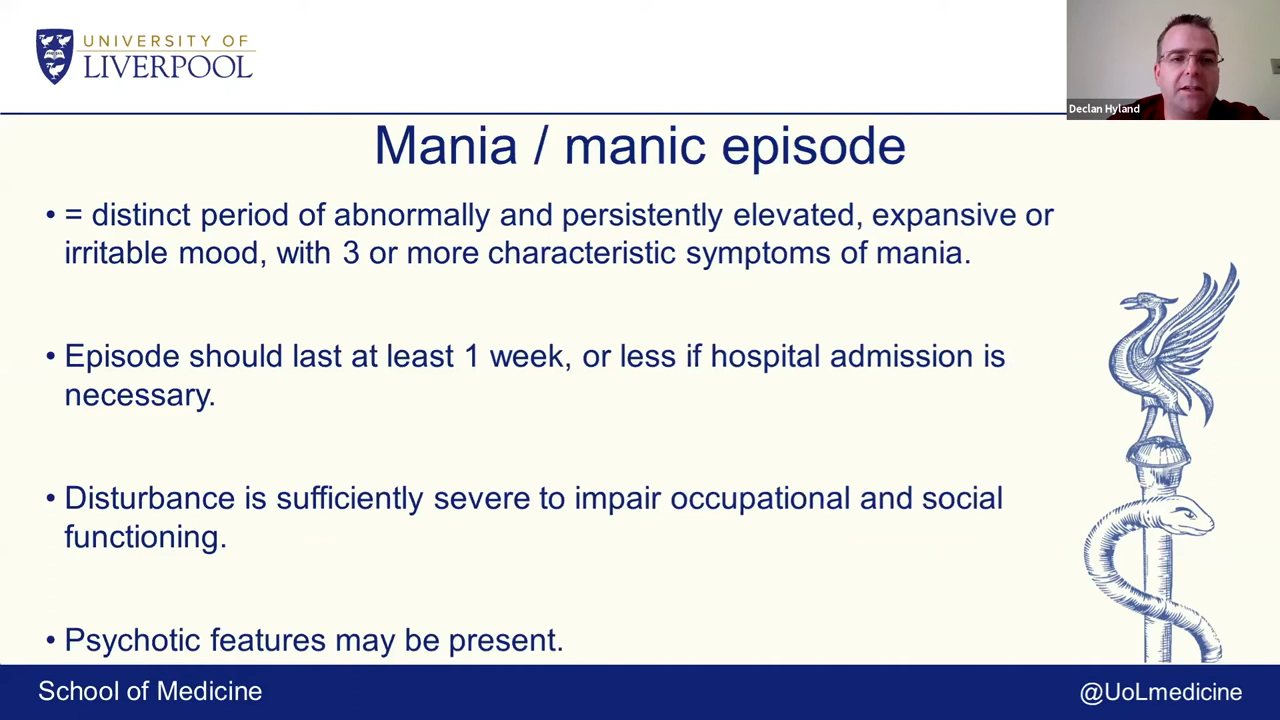 UNIVERSITY OF
LIVERPOOL
Declan Hyland
Mania / manic episode
• = distinct period of abnormally and persistently elevated, expansive or
irritable mood, with 3 or more characteristic symptoms of mania.
• Episode should last at least 1 week, or less if hospital admission is
necessary.
• Disturbance is sufficiently severe to impair occupational and social
functioning.
• Psychotic features may be present.
School of Medicine
@UoLmedicine